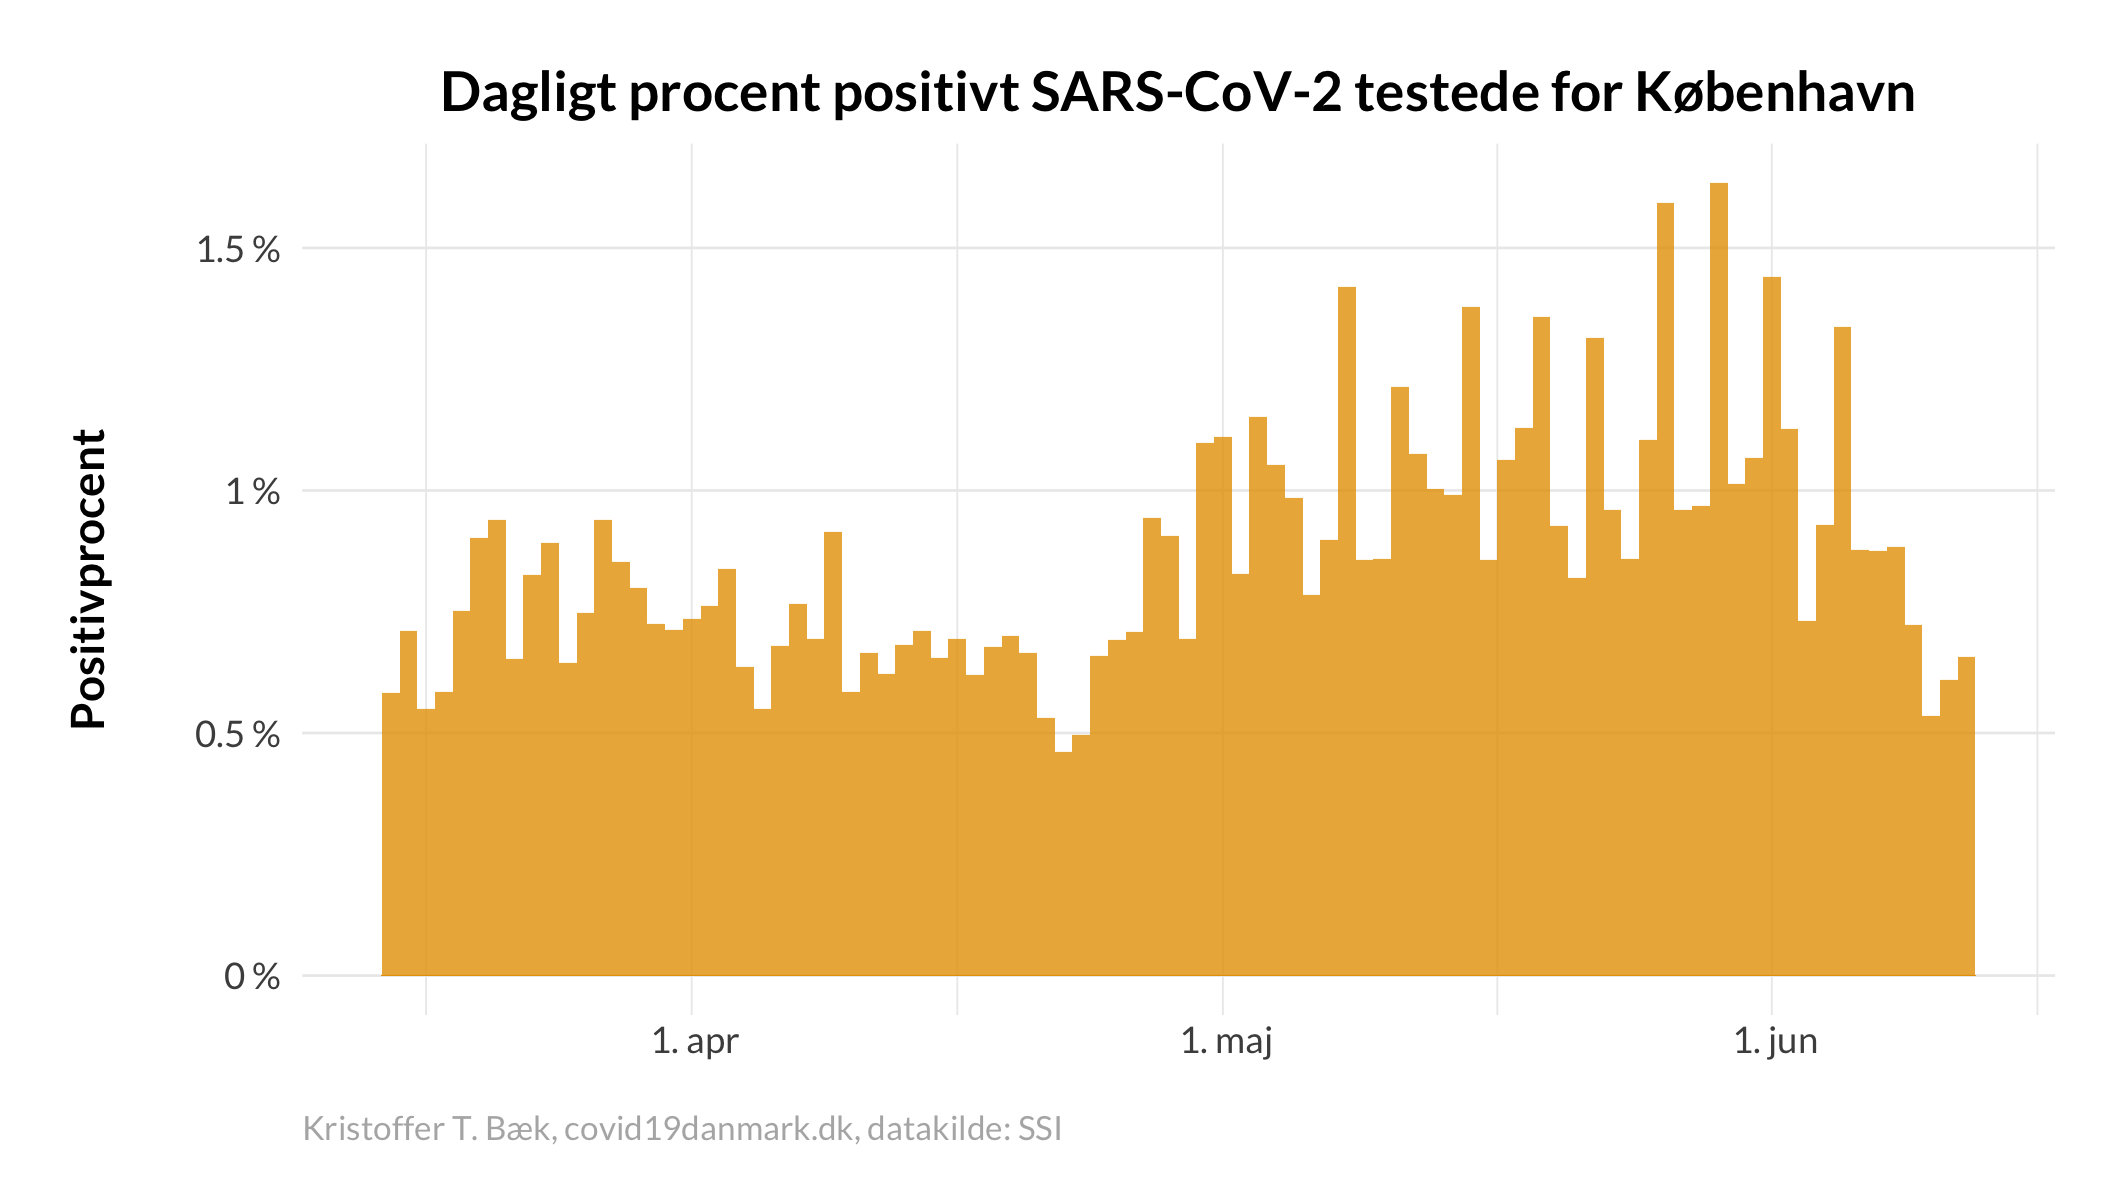 Dagligt procent positivt SARS-CoV-2 testede for København
Positivprocent
1.5 %
1 %
0.5 %
0 %
1. apr
1. maj
1. jun
Kristoffer T. Bæk, covid19danmark.dk, datakilde: SSI